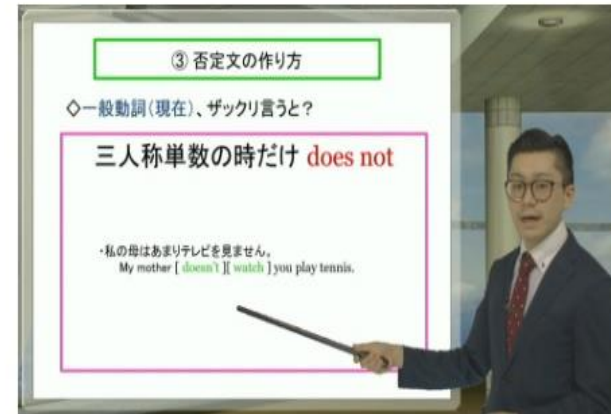 ③ 否定文の作り方
◇一般動詞(現在)、ザックリ言うと?
三人称単数の時だけ does not
・私の母はあまりテレビを見ません。
My mother [ doesn't ][ watch ] you play tennis.